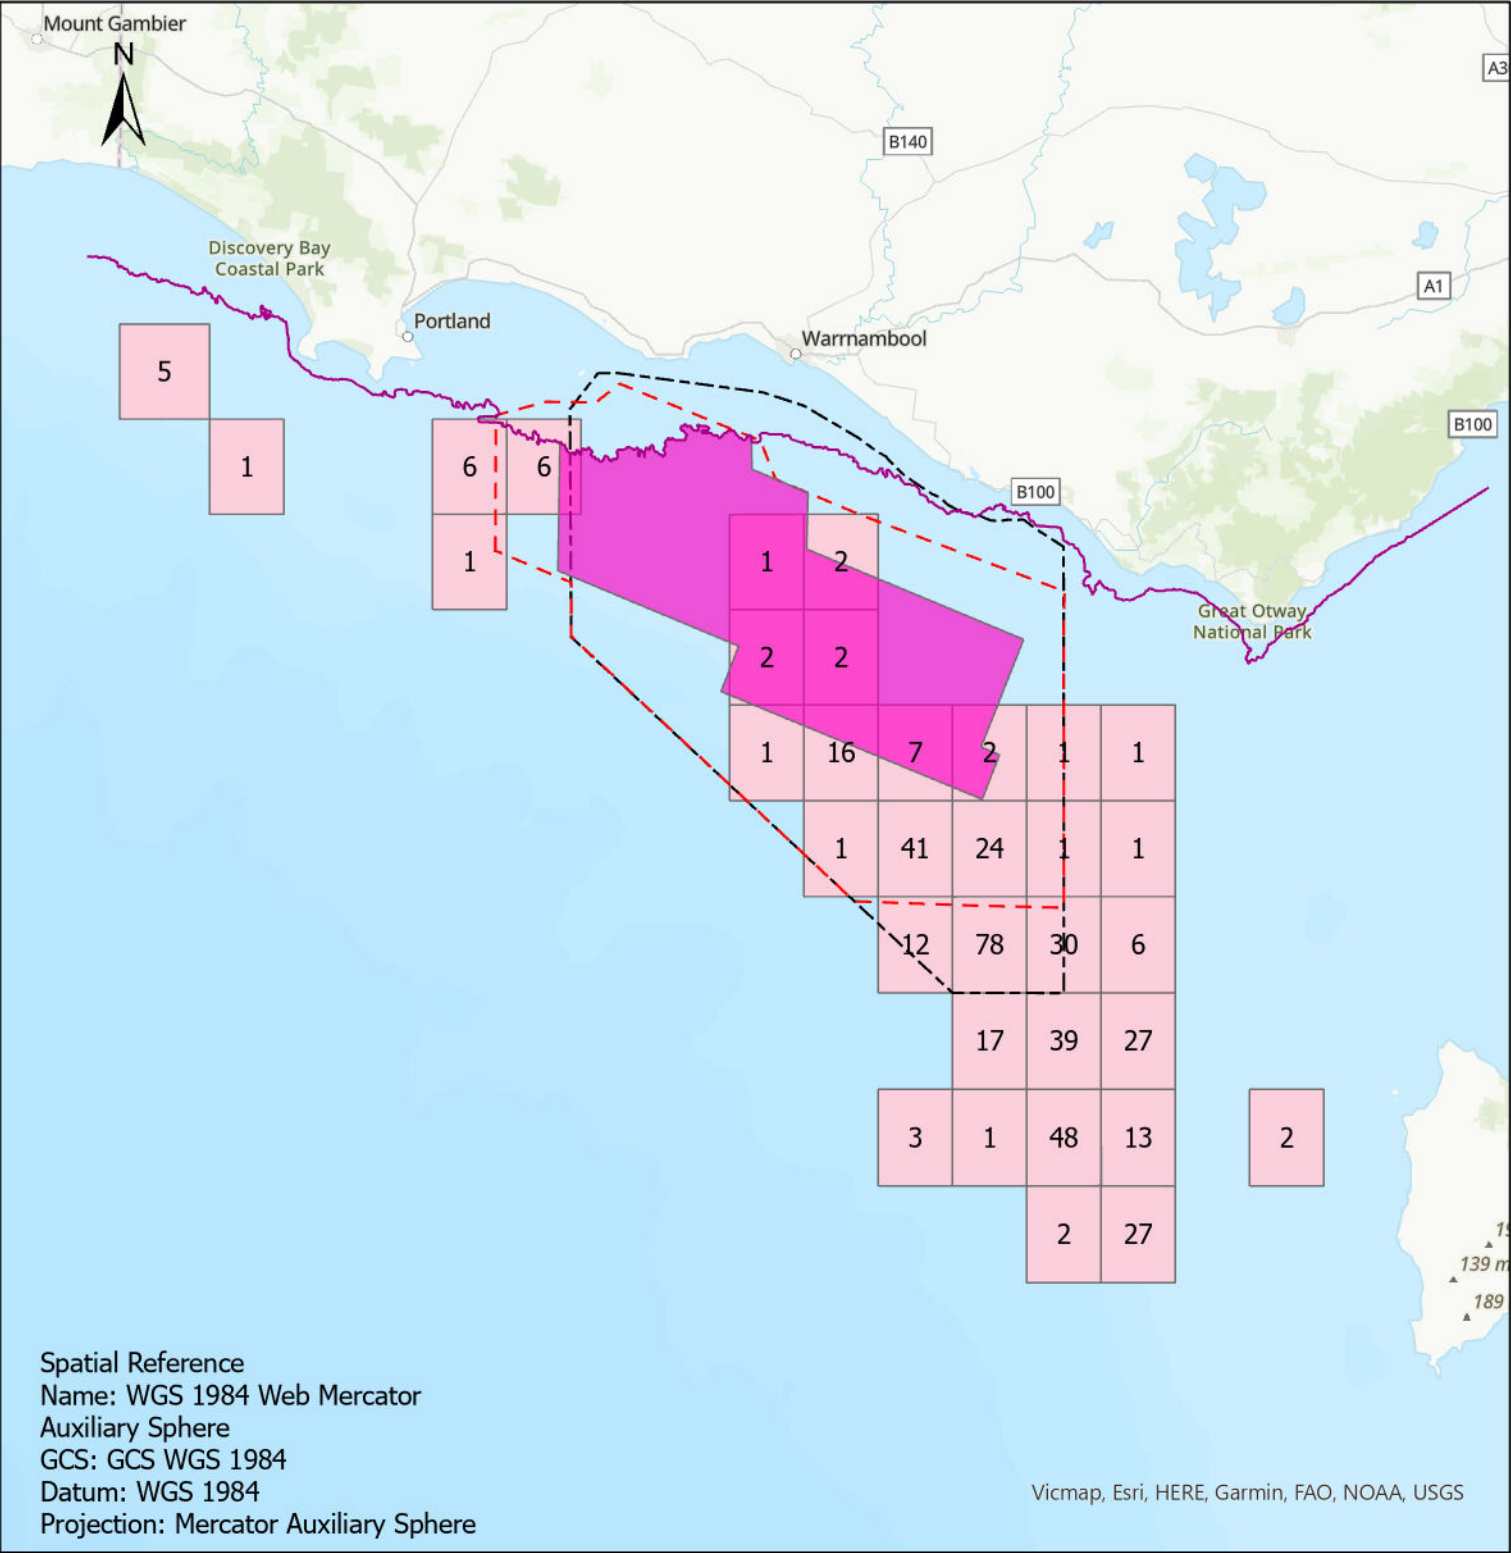 Mount Gambier
N
A3
B140
Discovery Bay
Coastal Park
A1
Portland
Warrnambool
5
B100
1
6
6
B100
1
1
2
Great Otway
National Park
2
2
1
16
7
2
1
1
1
41
24
1
1
12
78
30
6
17
39
27
3
1
48
13
2
2
27
139 m
189
Spatial Reference
Name: WGS 1984 Web Mercator
Auxiliary Sphere
GCS: GCS WGS 1984
Datum: WGS 1984
Projection: Mercator Auxiliary Sphere
Vicmap, Esri, HERE, Garmin, FAO, NOAA, USGS